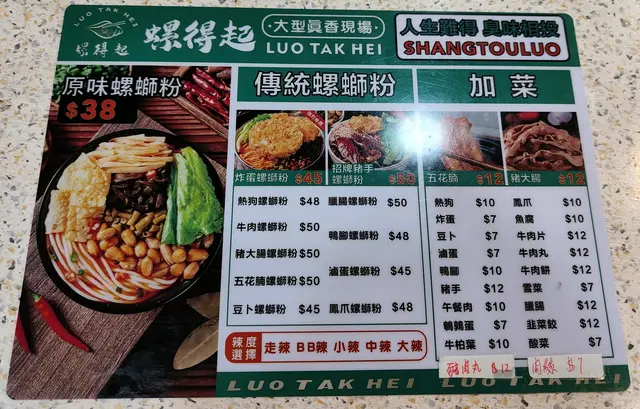 LUO TAK HEI
螺得起
螺得起
大型真香現場
LUO TAK HEI
人生難得 臭味相投
SHANGTOULUO
原味螺螄粉
$38
傳統螺螄粉
炸蛋螺螄粉 $45
招牌豬手
螺螄粉 $50
熱狗螺螄粉 $48
臘腸螺螄粉 $50
牛肉螺螄粉 $50
鴨腳螺螄粉 $48
豬大腸螺螄粉 $50
滷蛋螺螄粉 $45
五花腩螺螄粉 $50
豆卜螺螄粉 $45
鳳爪螺螄粉 $48
辣度
選擇
走辣 BB辣 小辣 中辣 大辣
加菜
五花腩 $12
豬大腸 $12
熱狗 $10
鳳爪 $10
炸蛋 $7
魚腐 $10
豆卜 $7
牛肉片 $12
滷蛋 $7
牛肉丸 $12
鴨腳 $10
牛肉餅 $12
豬手 $12
雪菜 $7
午餐肉 $10
臘腸 $12
鵪鶉蛋 $7
韮菜餃 $12
牛柏葉 $10
酸菜 $7
豬肉丸 $12
肉絲 $7
LUO TAK HEI LUO TAK HEI LUO TAK HEI